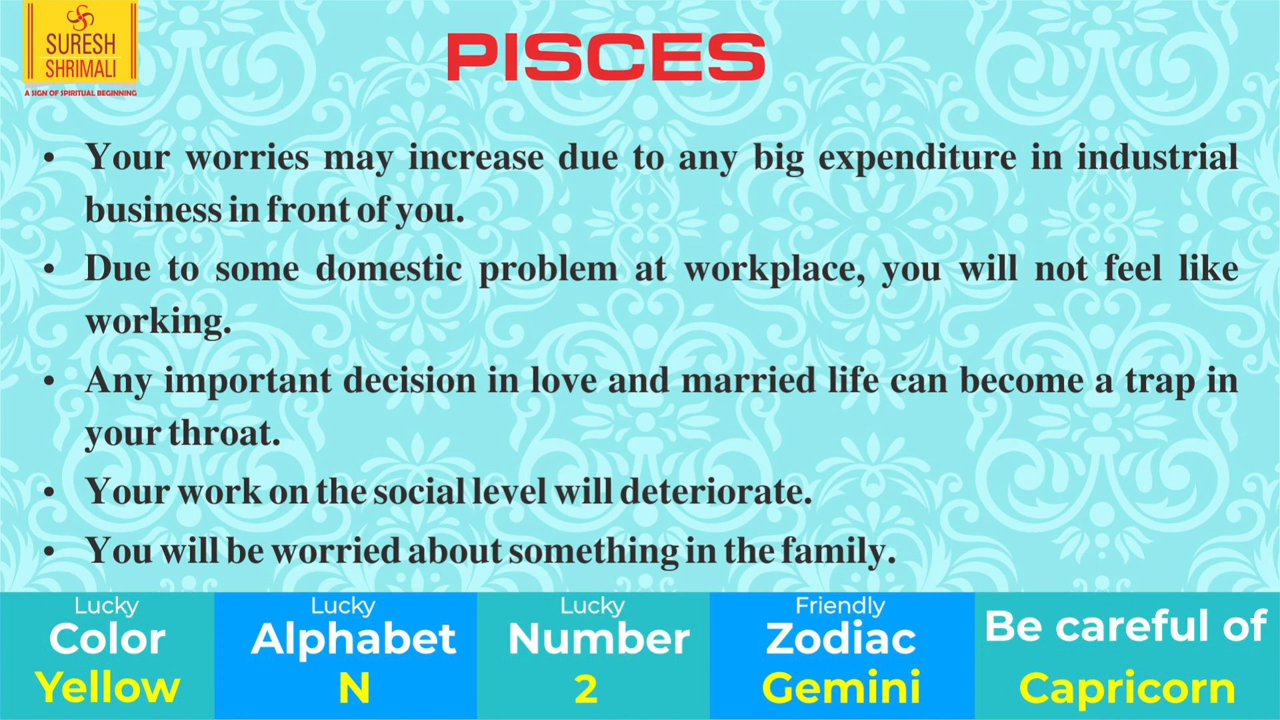 SURESH
SHRIMALI
A SIGN OF SPIRITUAL BEGINNING
PISCES
• Your worries may increase due to any big expenditure in industrial
business in front of you.
• Due to some domestic problem at workplace, you will not feel like
working.
• Any important decision in love and married life can become a trap in
your throat.
• Your work on the social level will deteriorate.
• You will be worried about something in the family.
Lucky
Color
Yellow
Lucky
Alphabet
N
Lucky
Number
2
Friendly
Zodiac
Gemini
Be careful of
Capricorn